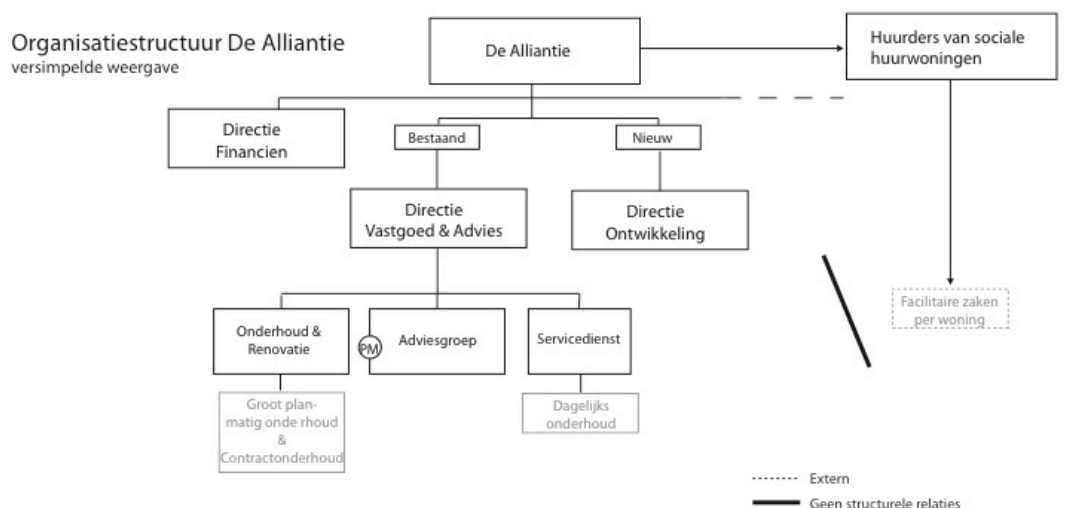 Organisatiestructuur De Alliantie
versimpelde weergave
De Alliantie
Huurders van sociale
huurwoningen
Directie
Financien
Bestaand
Nieuw
Directie
Vastgoed & Advies
Directie
Ontwikkeling
Facilitaire zaken
per woning
Onderhoud &
Renovatie
PM
Adviesgroep
Servicedienst
Groot plan-
matig onde rhoud
&
Contractonderhoud
Dagelijks
onderhoud
Extern
Geen structurele relaties